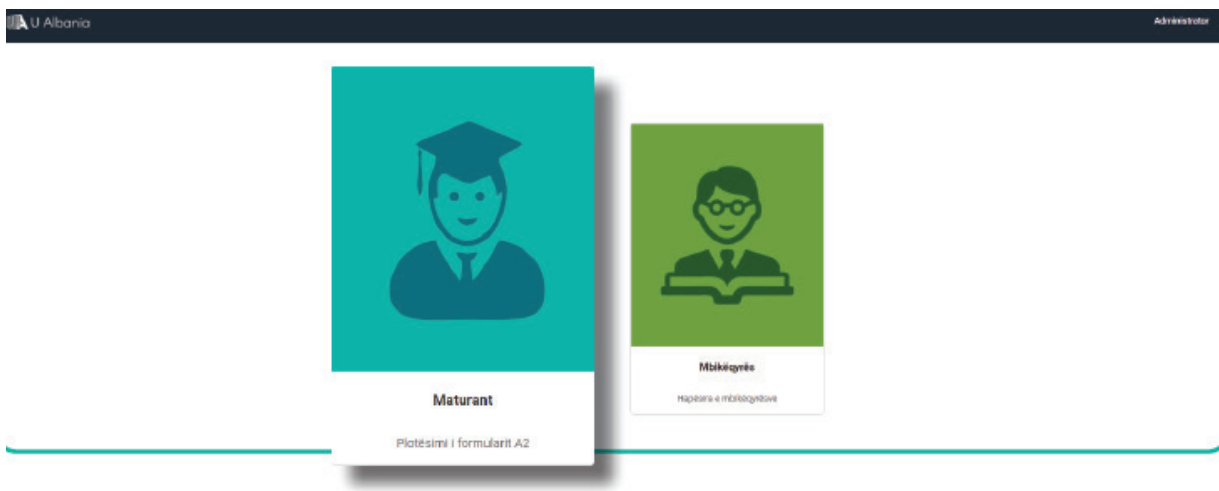 U Albania
Administrator
Maturant
Plotësimi i formularit A2
Mbikëqyrës
Hapësira e mbikëqyrësve